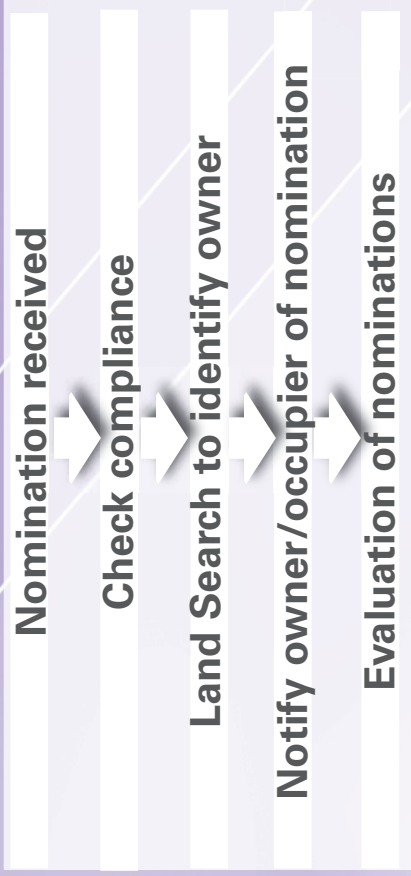 Nomination received
Check compliance
Land Search to identify owner
Notify owner/occupier of nomination
Evaluation of nominations